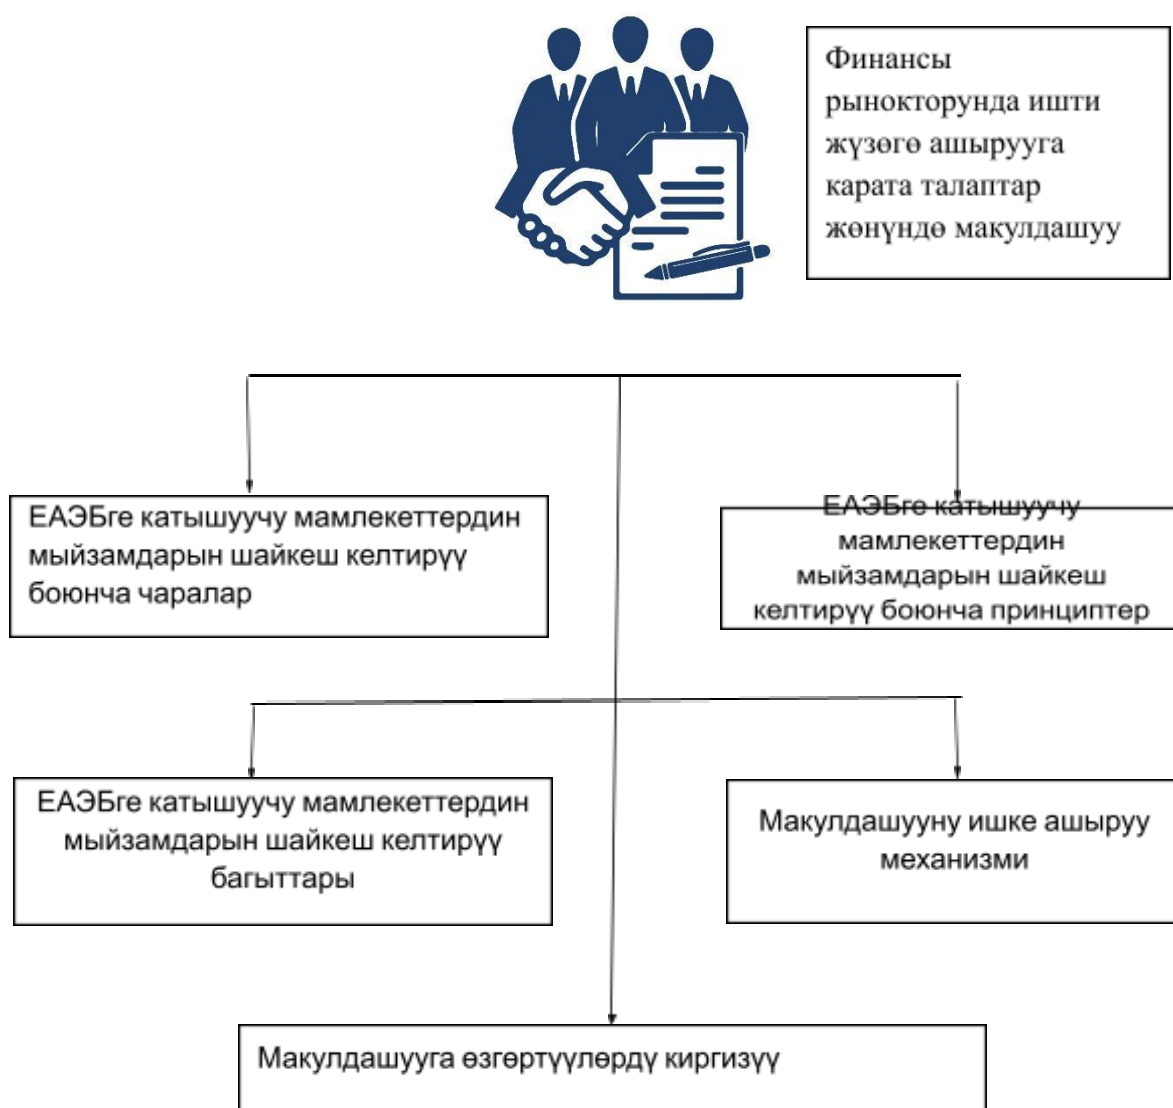 Финансы
рынокторунда ишти
жүзөгө ашырууга
карата талаптар
жөнүндө макулдашуу
ЕАЭБге катышуучу мамлекеттердин
мыйзамдарын шайкеш келтирүү
боюнча чаралар
ЕАЭБге катышуучу
мамлекеттердин
мыйзамдарын шайкеш
келтирүү боюнча принциптер
ЕАЭБге катышуучу мамлекеттердин
мыйзамдарын шайкеш келтирүү
багыттары
Макулдашууну ишке ашыруу
механизми
Макулдашууга өзгөртүүлөрдү киргизүү